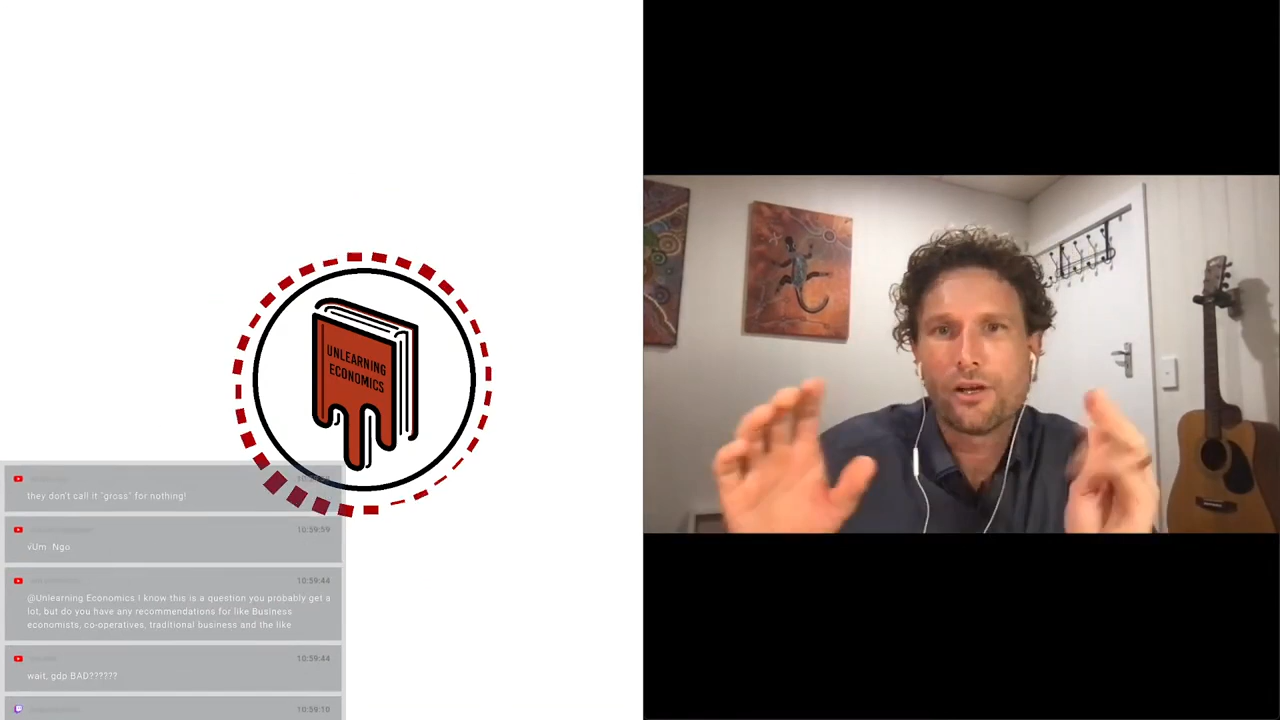 UNLEARNING
ECONOMICS
they don't call it "gross" for nothing!
10:59:59
vUm Ngo
10:59:44
@Unlearning Economics I know this is a question you probably get a
lot, but do you have any recommendations for like Business
economists, co-operatives, traditional business and the like
10:59:44
wait, gdp BAD??????
10:59:10